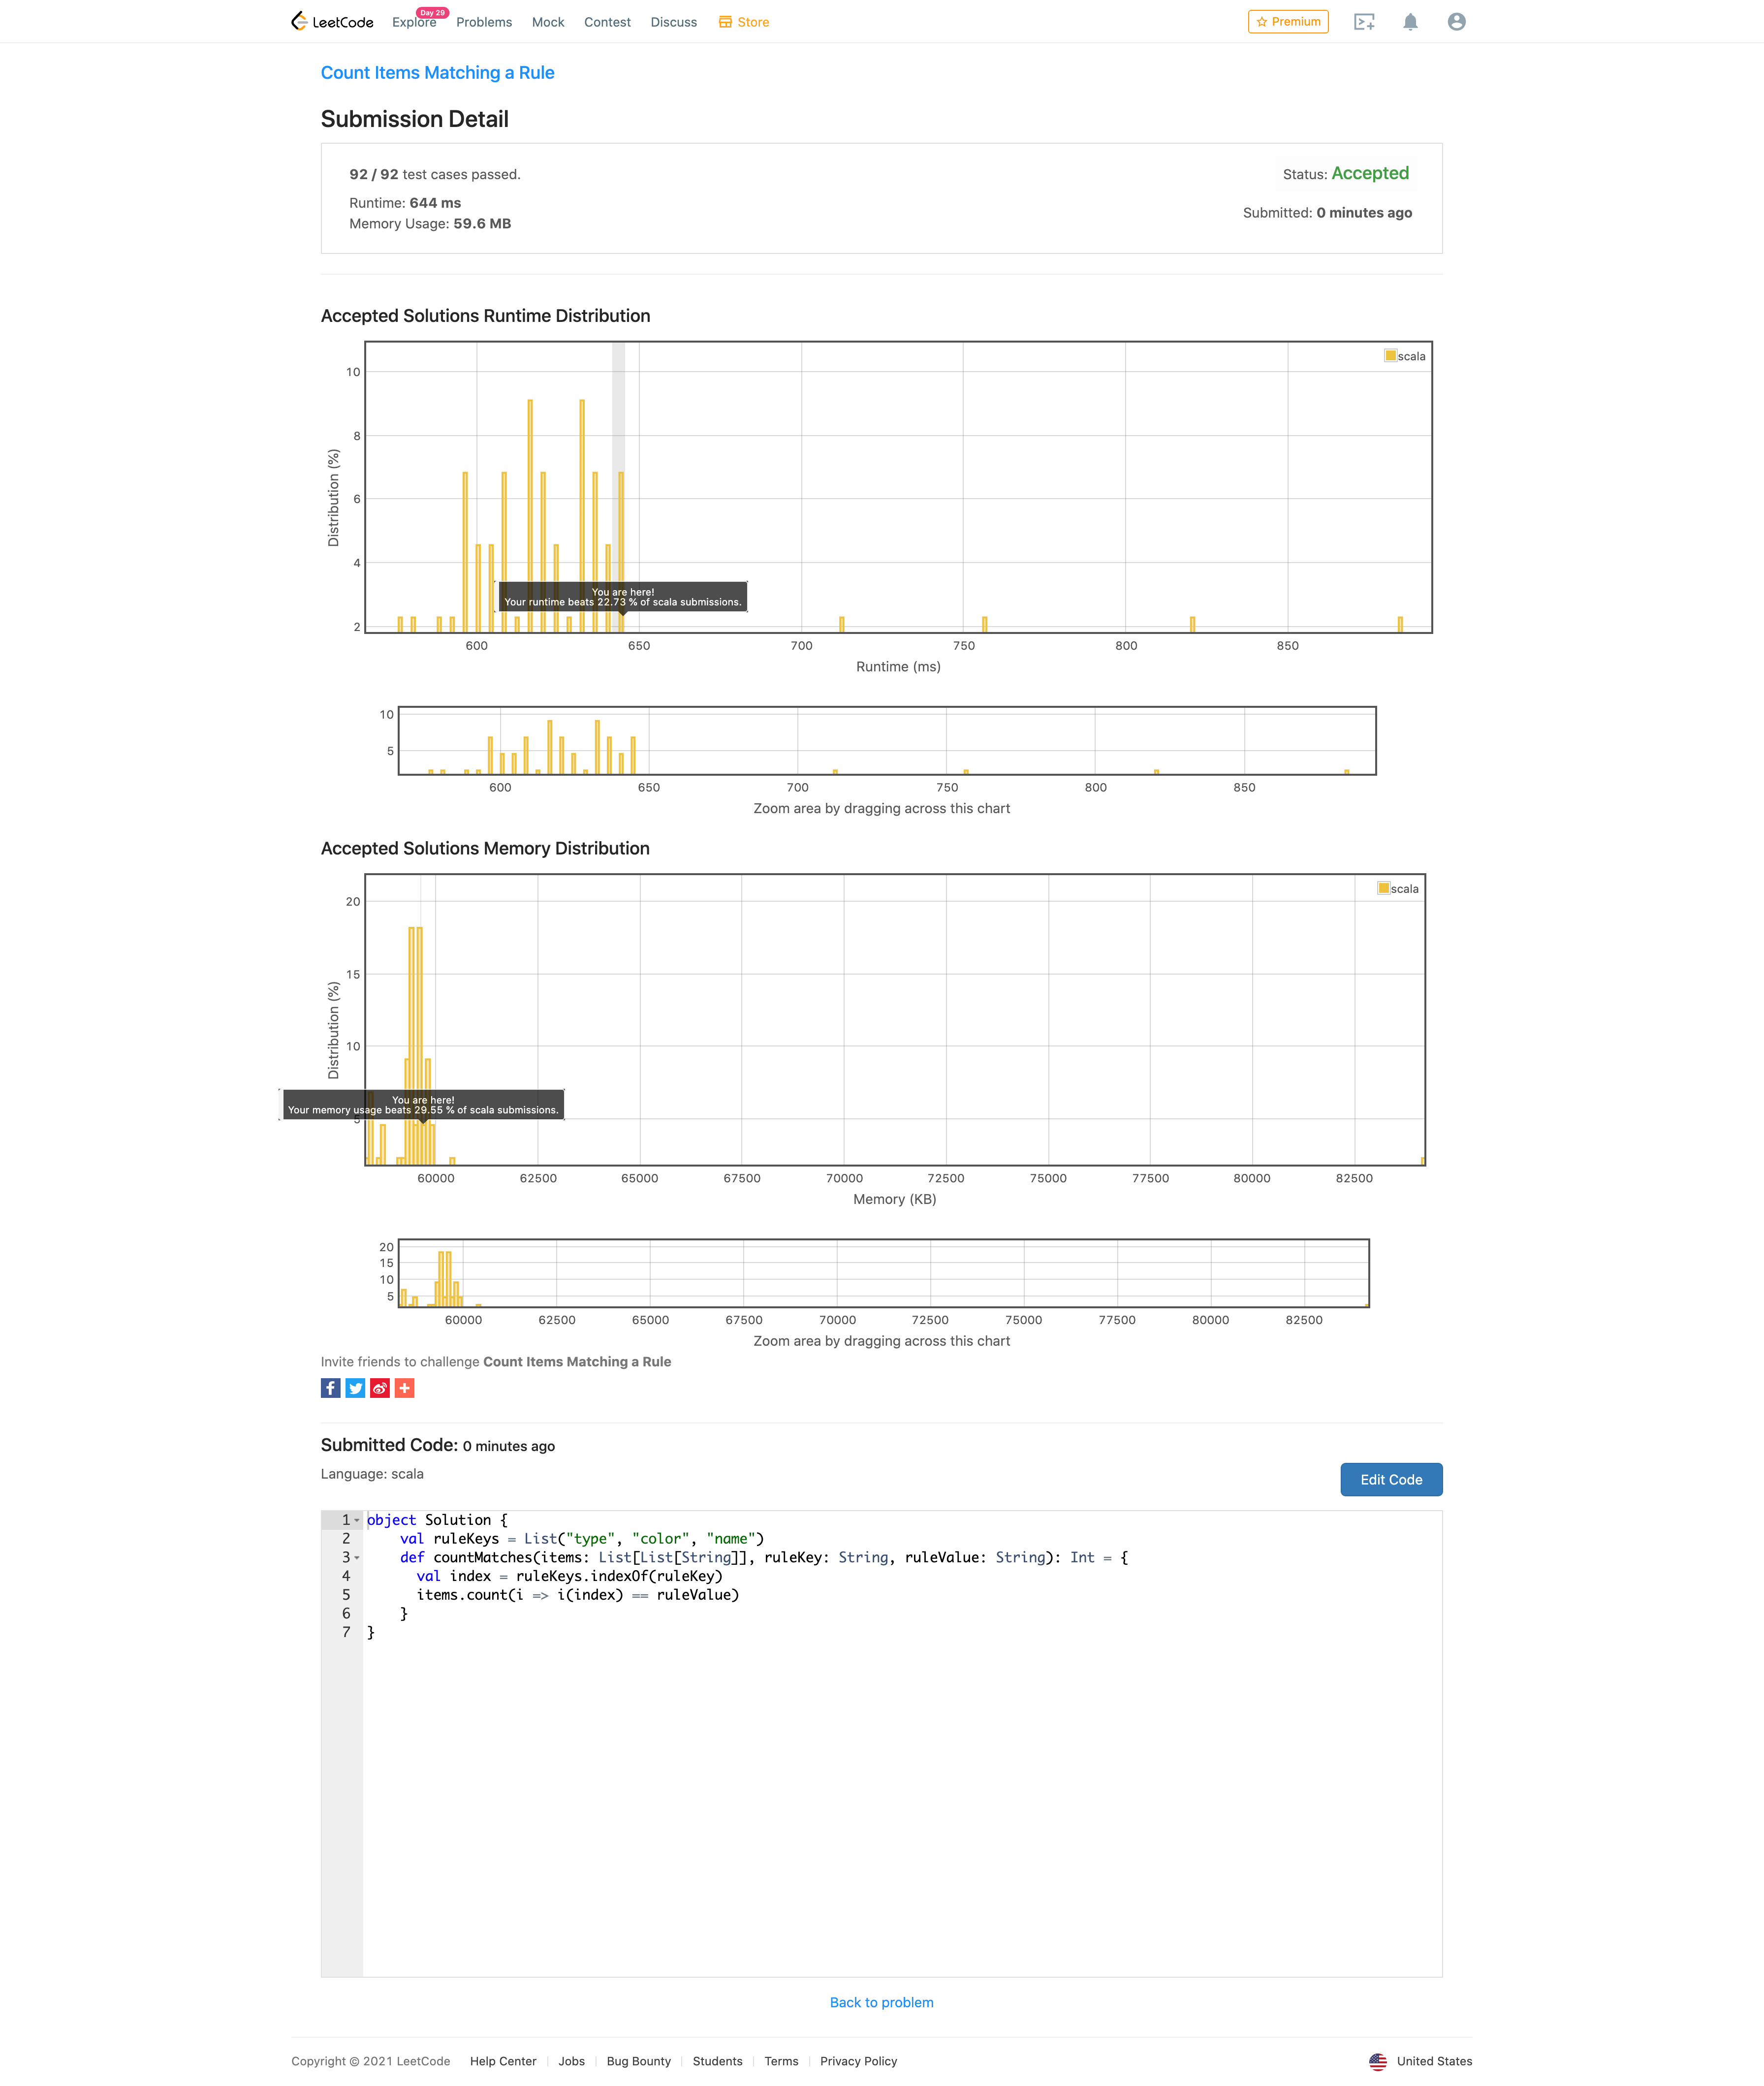 LeetCode Explore Day 29 Problems Mock Contest Discuss Store Premium
Count Items Matching a Rule
Submission Detail
92 / 92 test cases passed.
Status: Accepted
Runtime: 644 ms
Submitted: 0 minutes ago
Memory Usage: 59.6 MB
Accepted Solutions Runtime Distribution
scala
10
8
6
4
2
Distribution (%)
You are here!
Your runtime beats 22.73 % of scala submissions.
600 650 700 750 800 850
Runtime (ms)
10
5
600 650 700 750 800 850
Zoom area by dragging across this chart
Accepted Solutions Memory Distribution
scala
20
15
10
5
Distribution (%)
You are here!
Your memory usage beats 29.55 % of scala submissions.
60000 62500 65000 67500 70000 72500 75000 77500 80000 82500
Memory (KB)
20
15
10
5
60000 62500 65000 67500 70000 72500 75000 77500 80000 82500
Zoom area by dragging across this chart
Invite friends to challenge Count Items Matching a Rule
Submitted Code: 0 minutes ago
Language: scala
Edit Code
1 object Solution {
2 val ruleKeys = List("type", "color", "name")
3 def countMatches(items: List[List[String]], ruleKey: String, ruleValue: String): Int = {
4 val index = ruleKeys.indexOf(ruleKey)
5 items.count(i => i(index) == ruleValue)
6 }
7 }
Back to problem
Copyright © 2021 LeetCode Help Center Jobs Bug Bounty Students Terms Privacy Policy United States